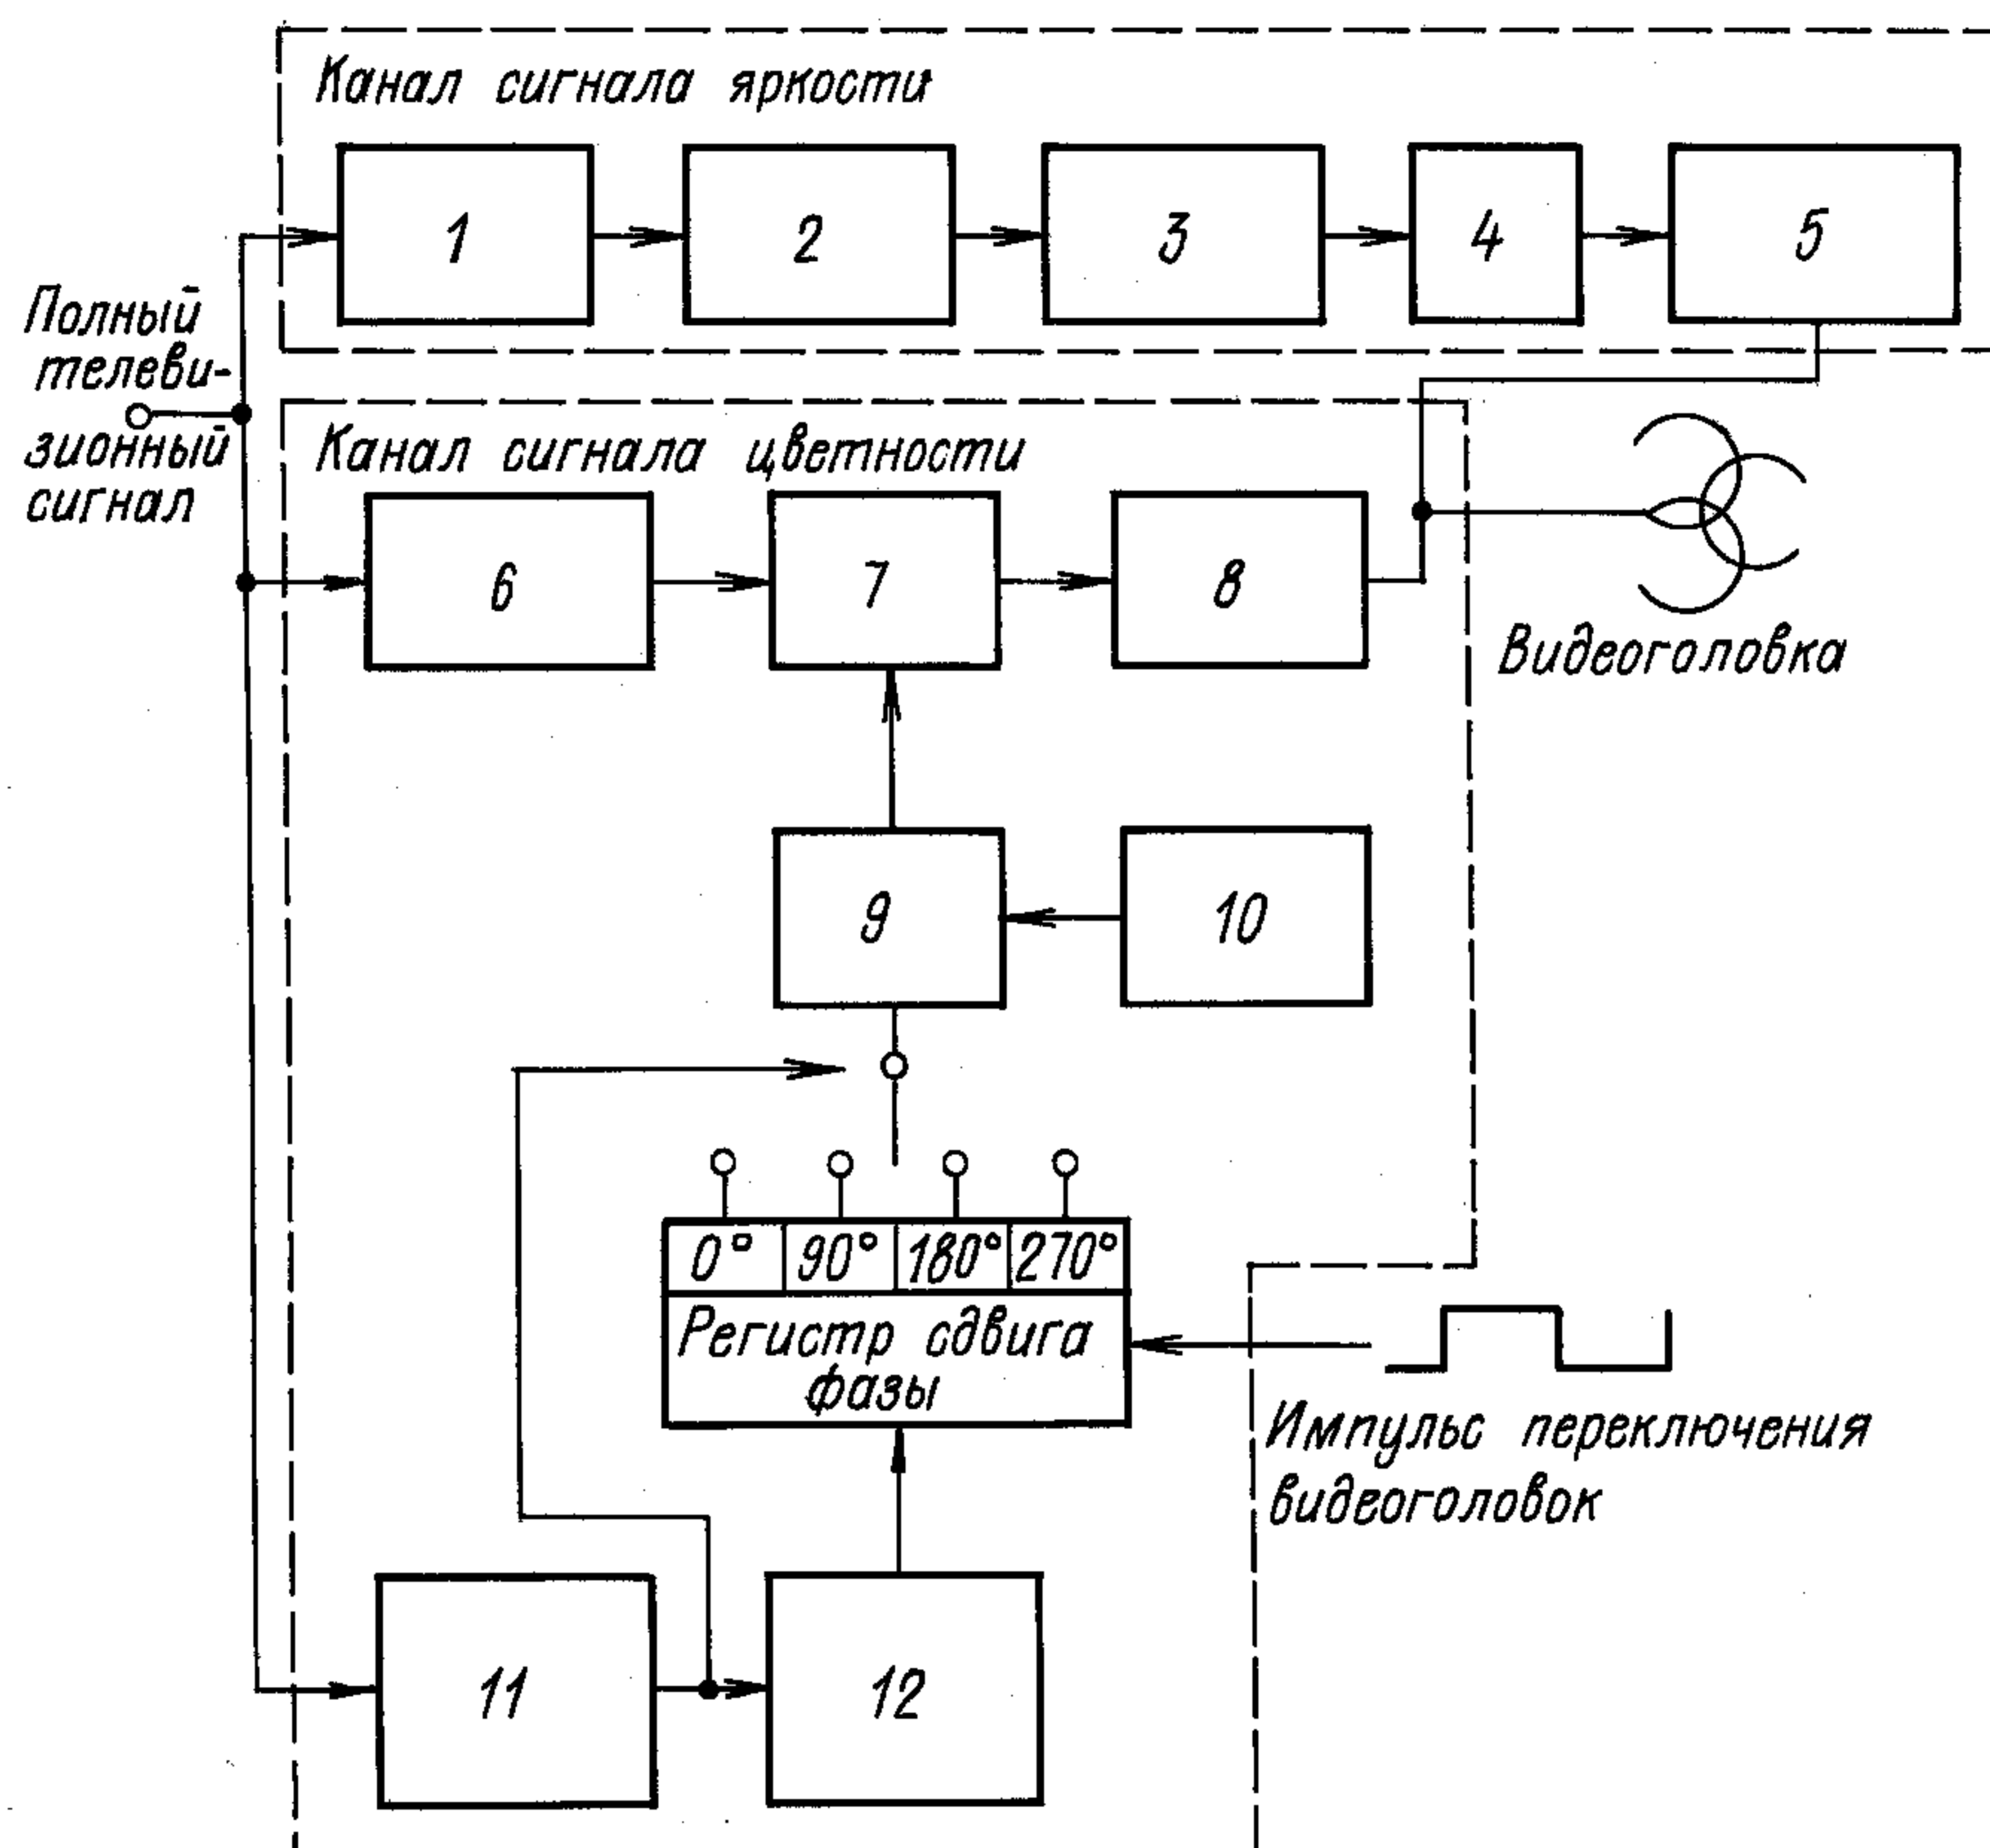 Канал сигнала яркости
1
2
3
4
5
Полный
телеви-
зионный
сигнал
Канал сигнала цветности
6
7
8
Видеоголовка
9
10
0° 90° 180° 270°
Регистр сдвига
фазы
Импульс переключения
видеоголовок
11
12